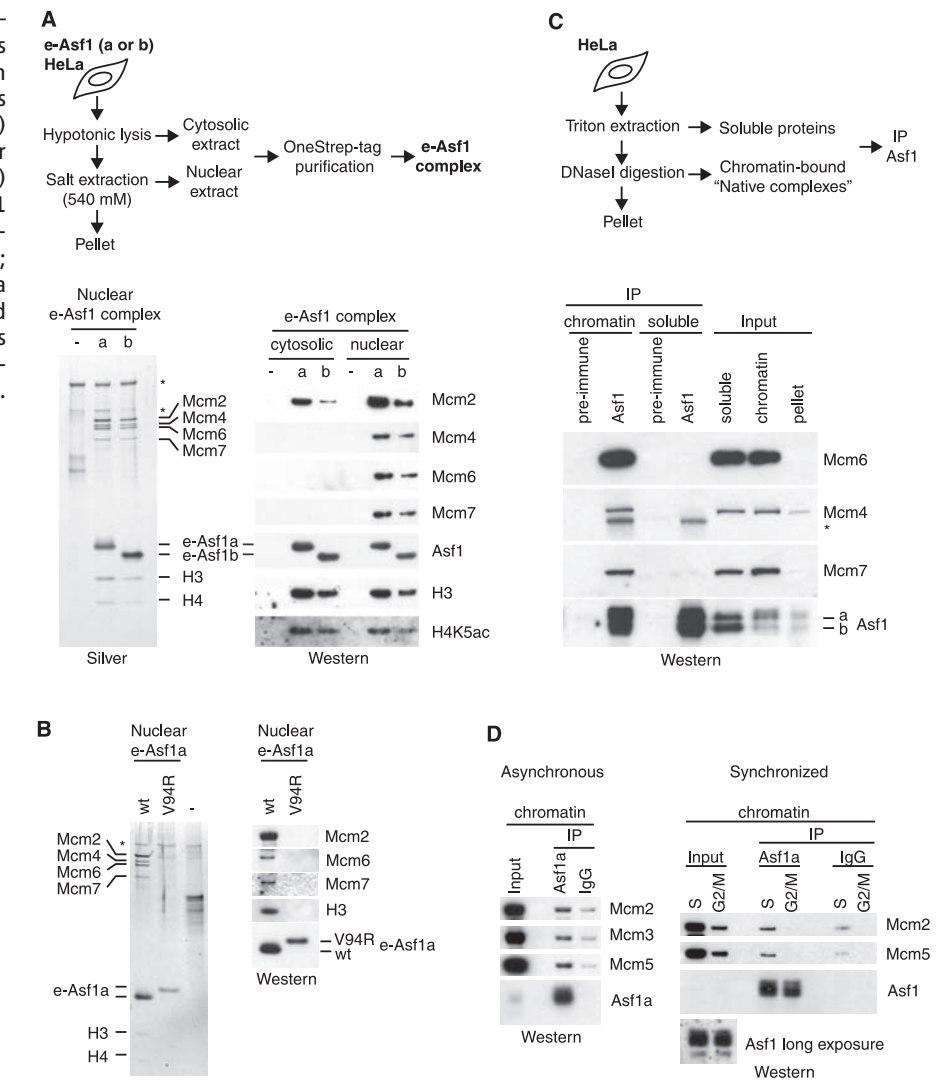 A
e-Asf1 (a or b)
HeLa
Hypotonic lysis
Cytosolic
extract
Salt extraction
(540 mM)
Nuclear
extract
OneStrep-tag
purification
e-Asf1
complex
Pellet
Nuclear
e-Asf1 complex
- a b
*
*
Mcm2
Mcm4
Mcm6
Mcm7
e-Asf1a
e-Asf1b
H3
H4
Silver
e-Asf1 complex
cytosolic nuclear
- a b - a b
Mcm2
Mcm4
Mcm6
Mcm7
Asf1
H3
H4K5ac
Western
C
HeLa
Triton extraction
Soluble proteins
DNaseI digestion
Chromatin-bound
“Native complexes”
IP
Asf1
Pellet
IP
chromatin soluble Input
pre-immune
Asf1
pre-immune
Asf1
soluble
chromatin
pellet
Mcm6
Mcm4
*
Mcm7
a
b Asf1
Western
B
Nuclear
e-Asf1a
wt
V94R
-
Mcm2
*
Mcm4
Mcm6
Mcm7
e-Asf1a
H3
H4
Nuclear
e-Asf1a
wt
V94R
Mcm2
Mcm6
Mcm7
H3
V94R
wt
e-Asf1a
Western
D
Asynchronous
chromatin
IP
Input
Asf1a
IgG
Mcm2
Mcm3
Mcm5
Asf1a
Western
Synchronized
chromatin
IP
Input Asf1a IgG
S
G2/M
S
G2/M
S
G2/M
Mcm2
Mcm5
Asf1
Asf1 long exposure
Western